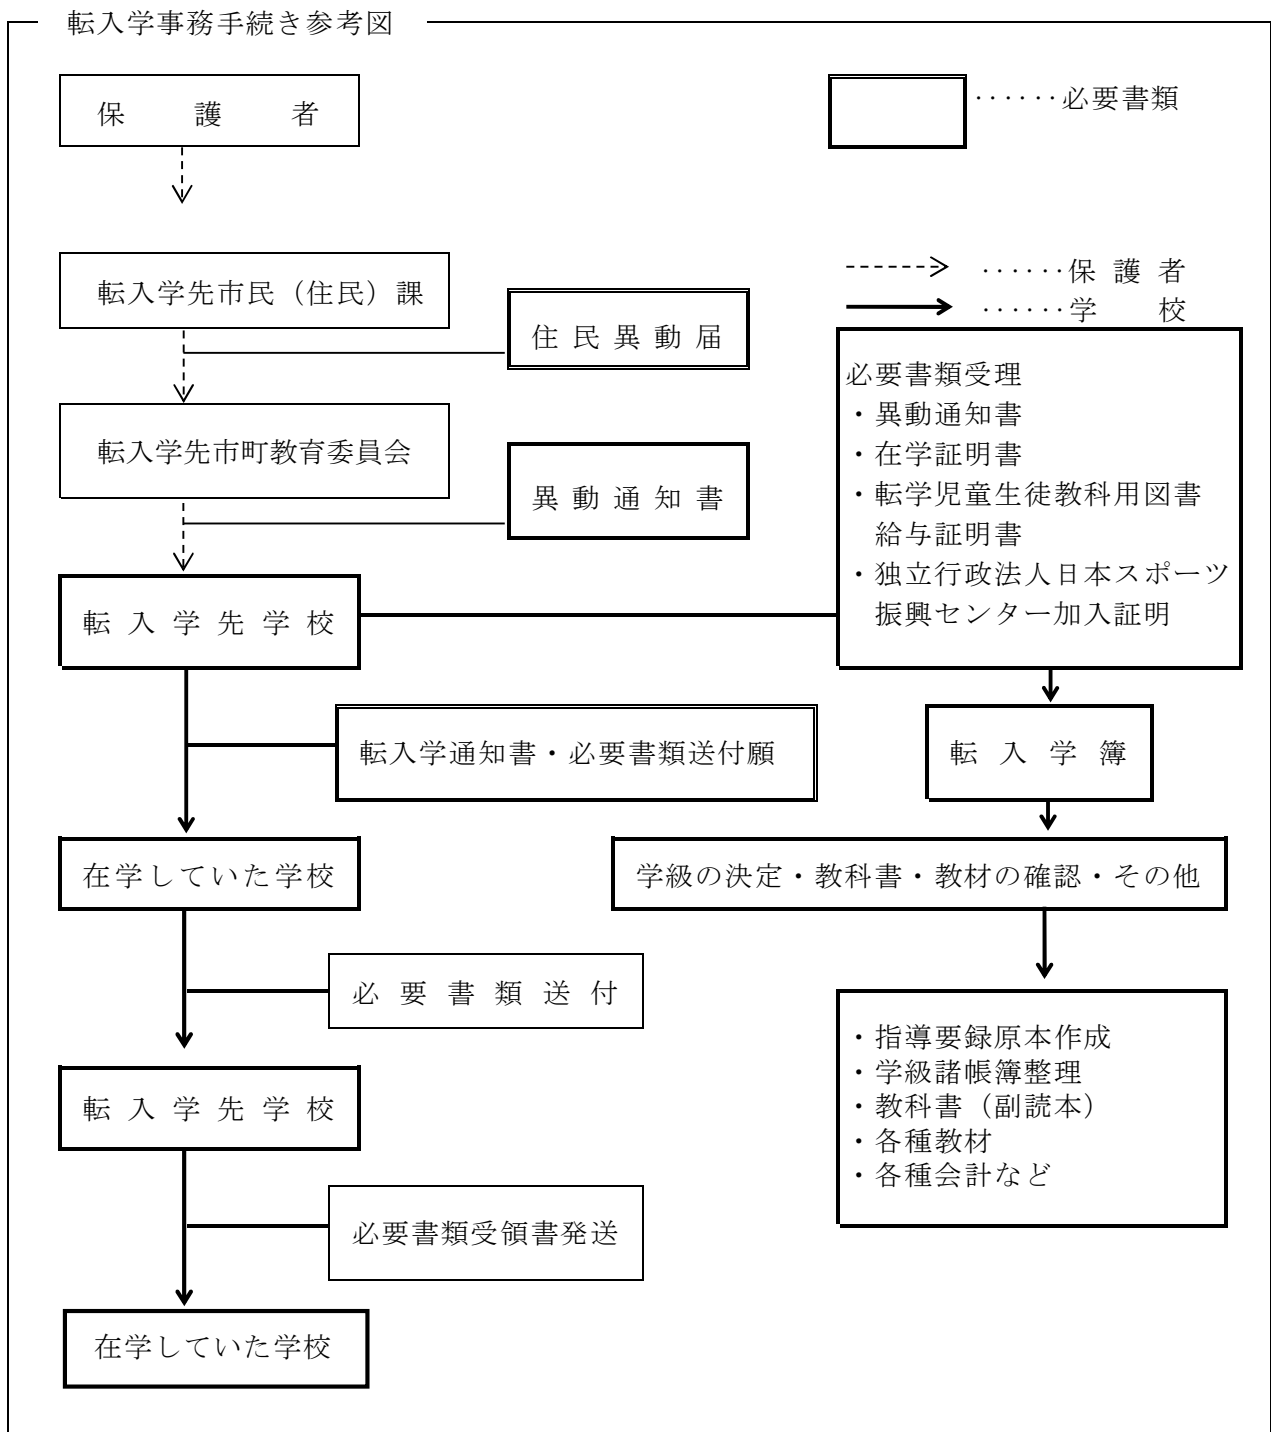 転入学事務手続き参考図
保護者
‥‥‥必要書類
転入学先市民（住民）課
‥‥‥保護者
‥‥‥学校
住民異動届
転入学先市町教育委員会
異動通知書
必要書類受理
・異動通知書
・在学証明書
・転学児童生徒教科用図書
給与証明書
・独立行政法人日本スポーツ
振興センター加入証明
転入学先学校
転入学通知書・必要書類送付願
転入学簿
在学していた学校
学級の決定・教科書・教材の確認・その他
必要書類送付
転入学先学校
・指導要録原本作成
・学級諸帳簿整理
・教科書（副読本）
・各種教材
・各種会計など
必要書類受領書発送
在学していた学校